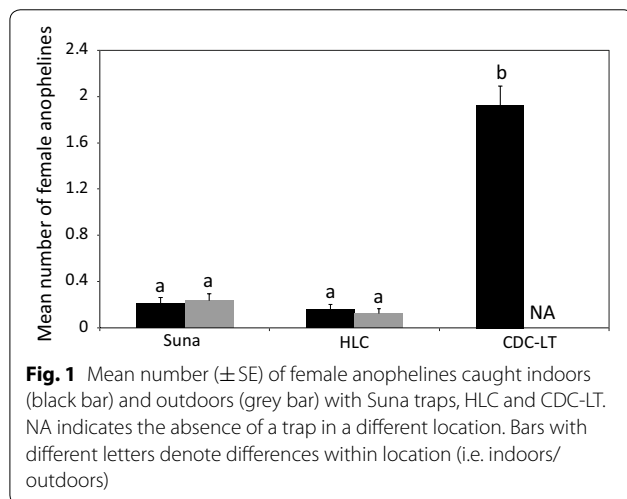 Mean number of female anophelines
2.4
2
1.6
1.2
0.8
0.4
0
a
a
a
a
b
NA
Suna
HLC
CDC-LT
Fig. 1 Mean number (±SE) of female anophelines caught indoors
(black bar) and outdoors (grey bar) with Suna traps, HLC and CDC-LT.
NA indicates the absence of a trap in a different location. Bars with
different letters denote differences within location (i.e. indoors/
outdoors)